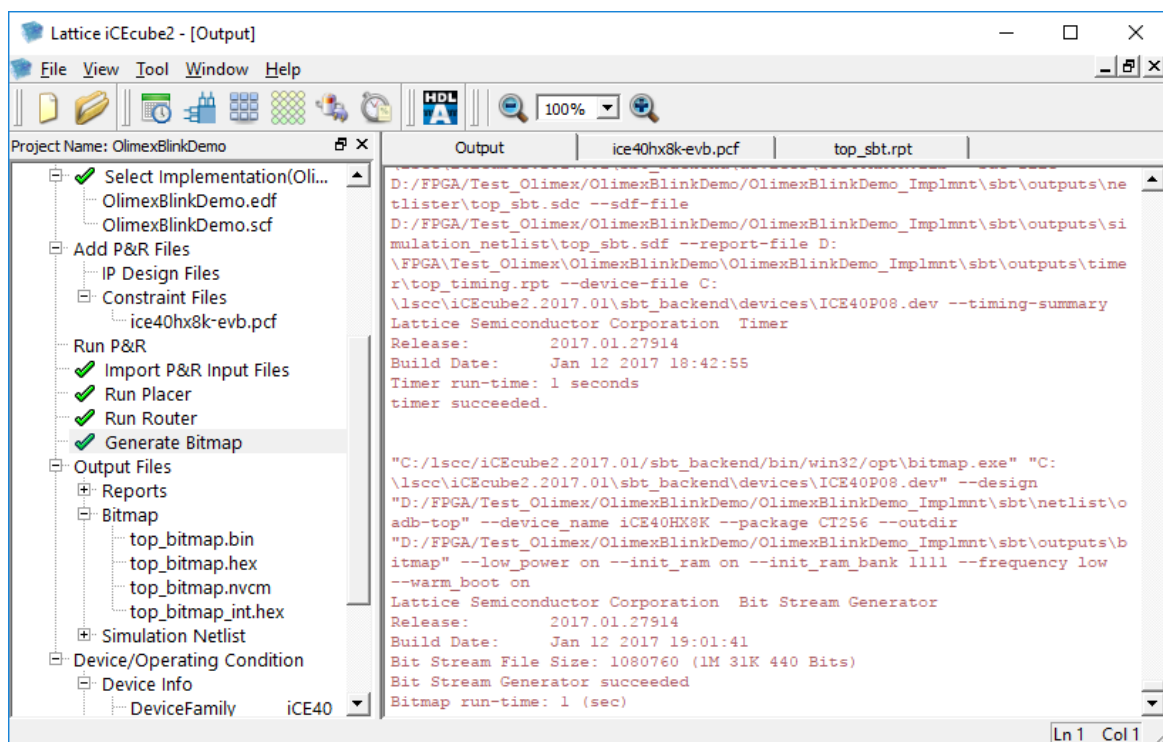 Lattice iCEcube2 - [Output]
File View Tool Window Help
HDL
A
100%
Project Name: OlimexBlinkDemo
Select Implementation(Oli...
OlimexBlinkDemo.edf
OlimexBlinkDemo.scf
Add P&R Files
IP Design Files
Constraint Files
ice40hx8k-evb.pcf
Run P&R
Import P&R Input Files
Run Placer
Run Router
Generate Bitmap
Output Files
Reports
Bitmap
top_bitmap.bin
top_bitmap.hex
top_bitmap.nvcm
top_bitmap_int.hex
Simulation Netlist
Device/Operating Condition
Device Info
DeviceFamily iCE40
Output ice40hx8k-evb.pcf top_sbt.rpt
D:/FPGA/Test_Olimex/OlimexBlinkDemo/OlimexBlinkDemo_Implmnt\sbt\outputs\ne
tlister\top_sbt.sdc --sdf-file
D:/FPGA/Test_Olimex/OlimexBlinkDemo/OlimexBlinkDemo_Implmnt\sbt\outputs\si
mulation_netlist\top_sbt.sdf --report-file D:
\FPGA\Test_Olimex\OlimexBlinkDemo\OlimexBlinkDemo_Implmnt\sbt\outputs\time
r\top_timing.rpt --device-file C:
\lscc\iCEcube2.2017.01\sbt_backend\devices\ICE40P08.dev --timing-summary
Lattice Semiconductor Corporation Timer
Release: 2017.01.27914
Build Date: Jan 12 2017 18:42:55
Timer run-time: 1 seconds
timer succeeded.
"C:/lscc/iCEcube2.2017.01/sbt_backend/bin/win32/opt\bitmap.exe" "C:
\lscc\iCEcube2.2017.01\sbt_backend\devices\ICE40P08.dev" --design
"D:/FPGA/Test_Olimex/OlimexBlinkDemo/OlimexBlinkDemo_Implmnt\sbt\netlist\o
adb-top" --device_name iCE40HX8K --package CT256 --outdir
"D:/FPGA/Test_Olimex/OlimexBlinkDemo/OlimexBlinkDemo_Implmnt\sbt\outputs\b
itmap" --low_power on --init_ram on --init_ram_bank 1111 --frequency low
--warm_boot on
Lattice Semiconductor Corporation Bit Stream Generator
Release: 2017.01.27914
Build Date: Jan 12 2017 19:01:41
Bit Stream File Size: 1080760 (1M 31K 440 Bits)
Bit Stream Generator succeeded
Bitmap run-time: 1 (sec)
Ln 1 Col 1